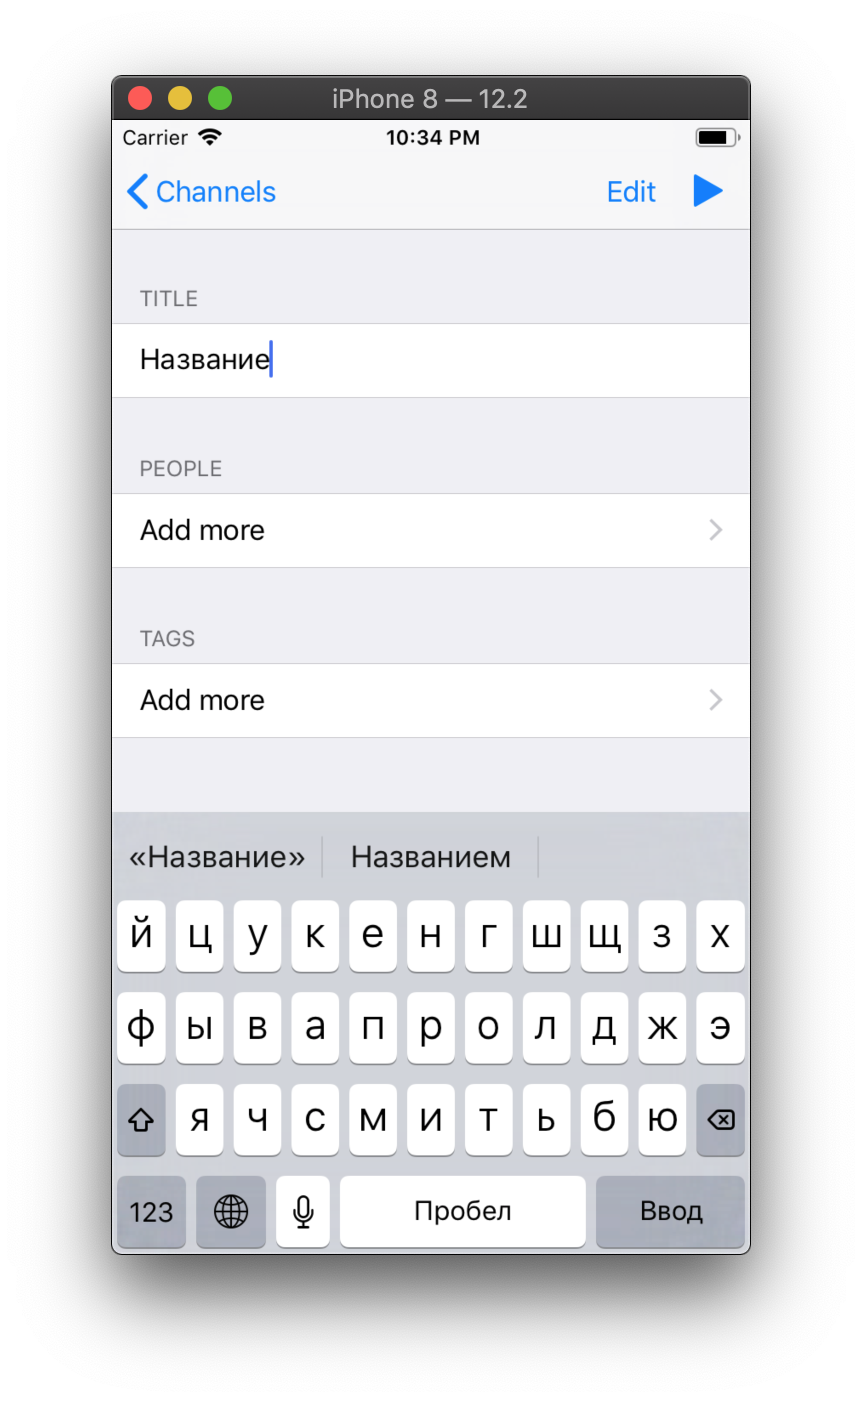 iPhone 8 — 12.2
Carrier 10:34 PM
Channels Edit
TITLE
Название
PEOPLE
Add more
TAGS
Add more
«Название» Названием
й ц у к е н г ш щ з х
ф ы в а п р о л д ж э
я ч с м и т ь б ю
123 Пробел Ввод